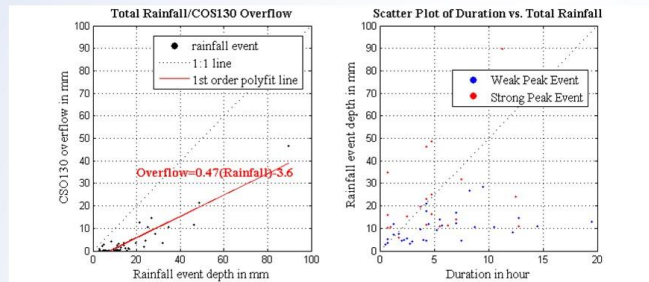 Total Rainfall/COS130 Overflow
100
90
80
70
60
50
40
30
20
10
0
0
20
40
60
80
100
CSO130 overflow in mm
Rainfall event depth in mm
rainfall event
1:1 line
1st order polyfit line
Overflow=0.47(Rainfall)-3.6
Scatter Plot of Duration vs. Total Rainfall
100
90
80
70
60
50
40
30
20
10
0
0
5
10
15
20
Rainfall event depth in mm
Duration in hour
Weak Peak Event
Strong Peak Event